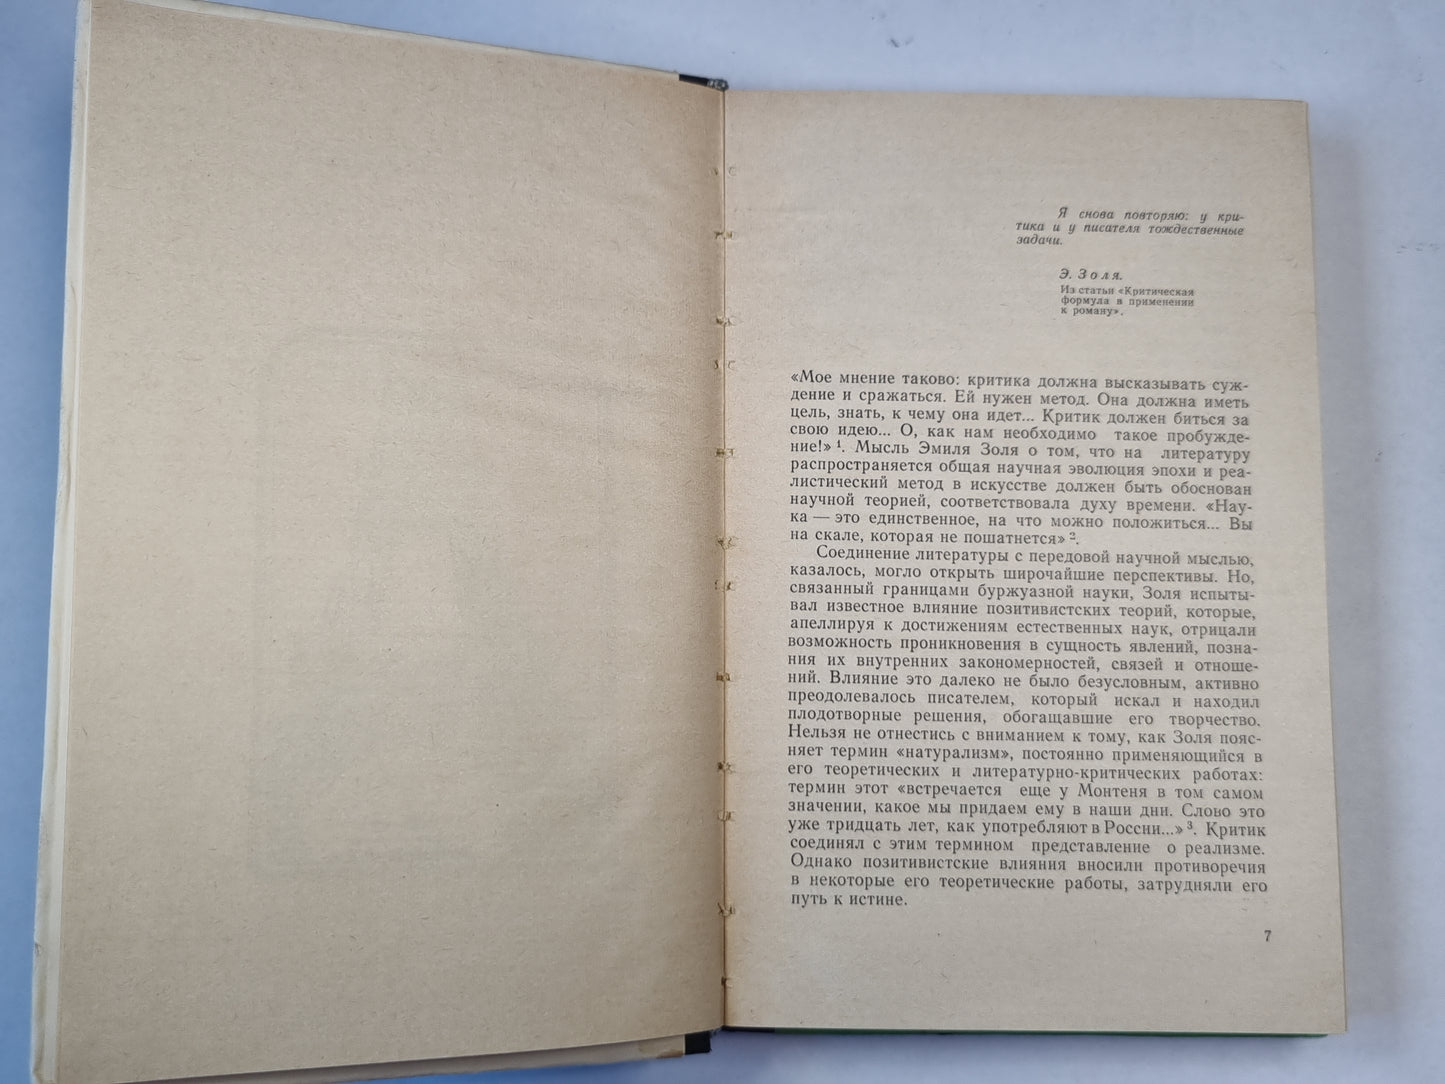 Я снова повторяю: у кри-
тика и у писателя тождественные
задачи.
Э. Золя.
Из статьи «Критическая
формула в применении
к роману».
«Мое мнение таково: критика должна высказывать суж-
дение и сражаться. Ей нужен метод. Она должна иметь
цель, знать, к чему она идет... Критик должен биться за
свою идею... О, как нам необходимо такое пробужде-
ние!» ¹. Мысль Эмиля Золя о том, что на литературу
распространяется общая научная эволюция эпохи и реа-
листический метод в искусстве должен быть обоснован
научной теорией, соответствовала духу времени. «Нау-
ка — это единственное, на что можно положиться... Вы
на скале, которая не пошатнется» ².
Соединение литературы с передовой научной мыслью,
казалось, могло открыть широчайшие перспективы. Но,
связанный границами буржуазной науки, Золя испыты-
вал известное влияние позитивистских теорий, которые,
апеллируя к достижениям естественных наук, отрицали
возможность проникновения в сущность явлений, позна-
ния их внутренних закономерностей, связей и отноше-
ний. Влияние это далеко не было безусловным, активно
преодолевалось писателем, который искал и находил
плодотворные решения, обогащавшие его творчество.
Нельзя не отнестись с вниманием к тому, как Золя пояс-
няет термин «натурализм», постоянно применяющийся в
его теоретических и литературно-критических работах:
термин этот «встречается еще у Монтеня в том самом
значении, какое мы придаем ему в наши дни. Слово это
уже тридцать лет, как употребляют в России...» ³. Критик
соединял с этим термином представление о реализме.
Однако позитивистские влияния вносили противоречия
в некоторые его теоретические работы, затрудняли его
путь к истине.
7